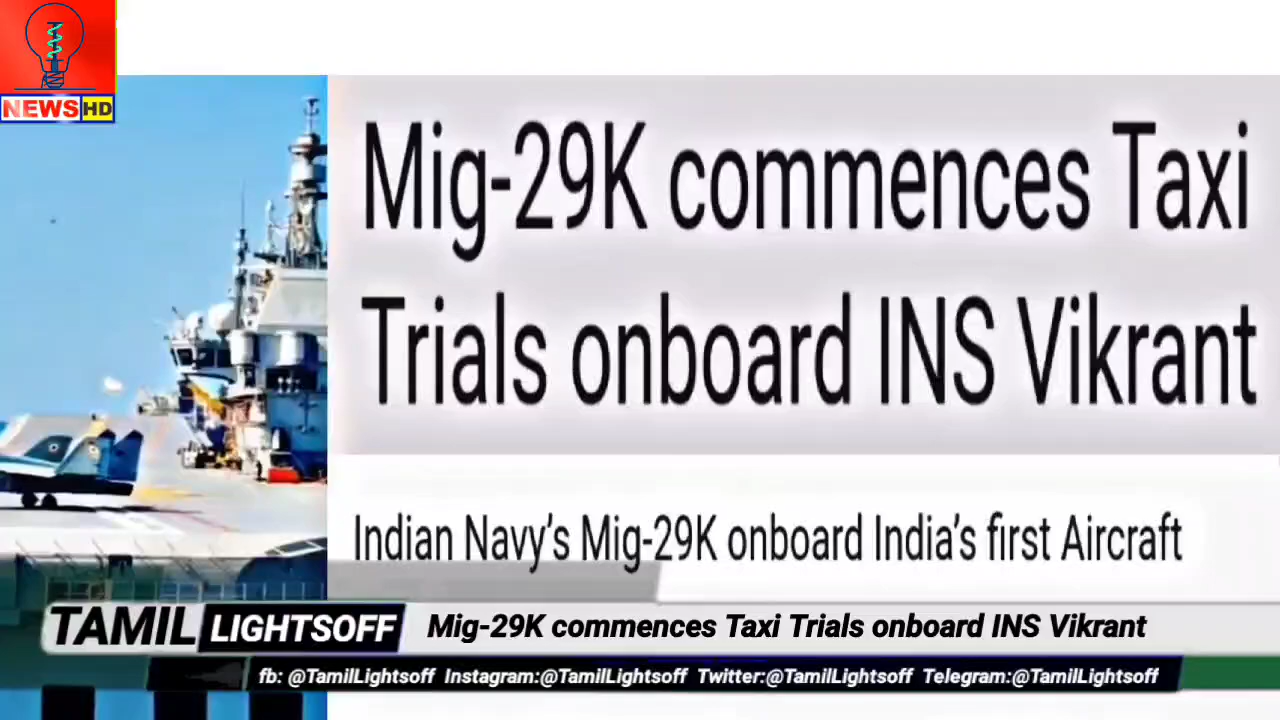 NEWS HD
Mig-29K commences Taxi
Trials onboard INS Vikrant
Indian Navy's Mig-29K onboard India's first Aircraft
TAMIL LIGHTSOFF
Mig-29K commences Taxi Trials onboard INS Vikrant
fb: @TamilLightsoff Instagram:@TamilLightsoff Twitter:@TamilLightsoff Telegram:@TamilLightsoff